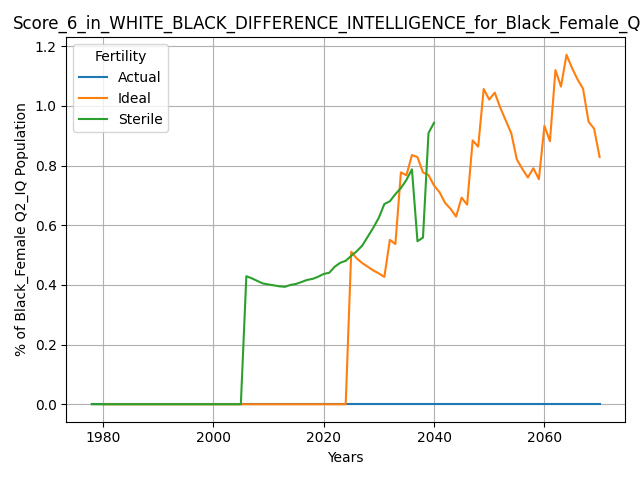 Score_6_in_WHITE_BLACK_DIFFERENCE_INTELLIGENCE_for_Black_Female_Q
Fertility
Actual
Ideal
Sterile
% of Black_Female Q2_IQ Population
1.2
1.0
0.8
0.6
0.4
0.2
0.0
1980 2000 2020 2040 2060
Years